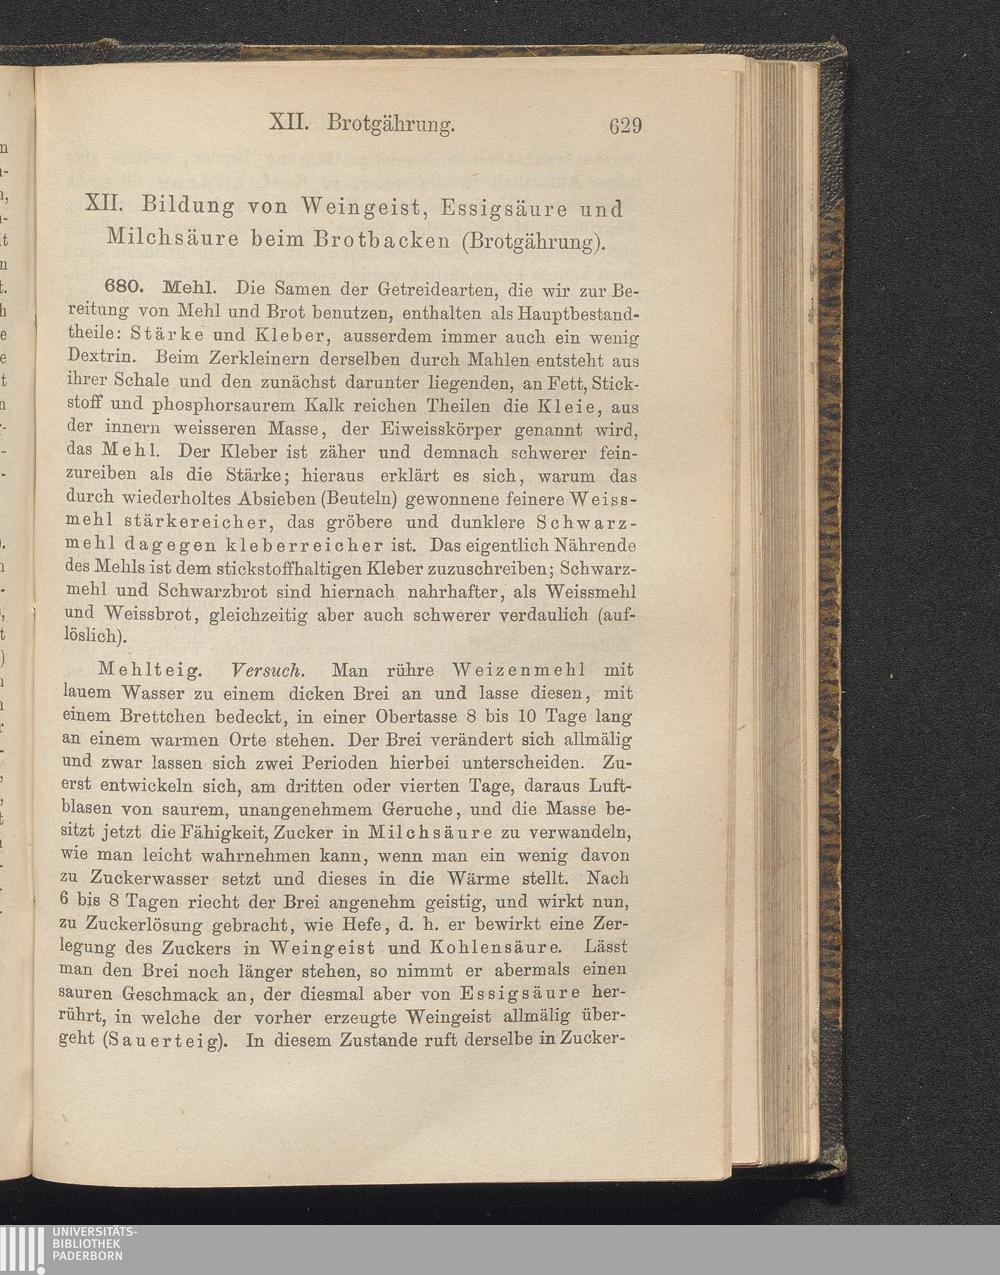 XII. Brotgährung. 629
XII. Bildung von Weingeist, Essigsäure und
Milchsäure beim Brotbacken (Brotgährung).
680. Mehl. Die Samen der Getreidearten, die wir zur Be-
reitung von Mehl und Brot benutzen, enthalten als Hauptbestand-
theile: Stärke und Kleber, ausserdem immer auch ein wenig
Dextrin. Beim Zerkleinern derselben durch Mahlen entsteht aus
ihrer Schale und den zunächst darunter liegenden, an Fett, Stick-
stoff und phosphorsaurem Kalk reichen Theilen die Kleie, aus
der innern weisseren Masse, der Eiweisskörper genannt wird,
das Mehl. Der Kleber ist zäher und demnach schwerer fein-
zureiben als die Stärke; hieraus erklärt es sich, warum das
durch wiederholtes Absieben (Beuteln) gewonnene feinere Weiss-
mehl stärkereicher, das gröbere und dunklere Schwarz-
mehl dagegen kleberreicher ist. Das eigentlich Nährende
des Mehls ist dem stickstoffhaltigen Kleber zuzuschreiben; Schwarz-
mehl und Schwarzbrot sind hiernach nahrhafter, als Weissmehl
und Weissbrot, gleichzeitig aber auch schwerer verdaulich (auf-
löslich).
Mehlteig. Versuch. Man rühre Weizenmehl mit
lauem Wasser zu einem dicken Brei an und lasse diesen, mit
einem Brettchen bedeckt, in einer Obertasse 8 bis 10 Tage lang
an einem warmen Orte stehen. Der Brei verändert sich allmälig
und zwar lassen sich zwei Perioden hierbei unterscheiden. Zu-
erst entwickeln sich, am dritten oder vierten Tage, daraus Luft-
blasen von saurem, unangenehmem Geruche, und die Masse be-
sitzt jetzt die Fähigkeit, Zucker in Milchsäure zu verwandeln,
wie man leicht wahrnehmen kann, wenn man ein wenig davon
zu Zuckerwasser setzt und dieses in die Wärme stellt. Nach
6 bis 8 Tagen riecht der Brei angenehm geistig, und wirkt nun,
zu Zuckerlösung gebracht, wie Hefe, d. h. er bewirkt eine Zer-
legung des Zuckers in Weingeist und Kohlensäure. Lässt
man den Brei noch länger stehen, so nimmt er abermals einen
sauren Geschmack an, der diesmal aber von Essigsäure her-
rührt, in welche der vorher erzeugte Weingeist allmälig über-
geht (Sauerteig). In diesem Zustande ruft derselbe in Zucker-
UNIVERSITÄTS-
BIBLIOTHEK
PADERBORN